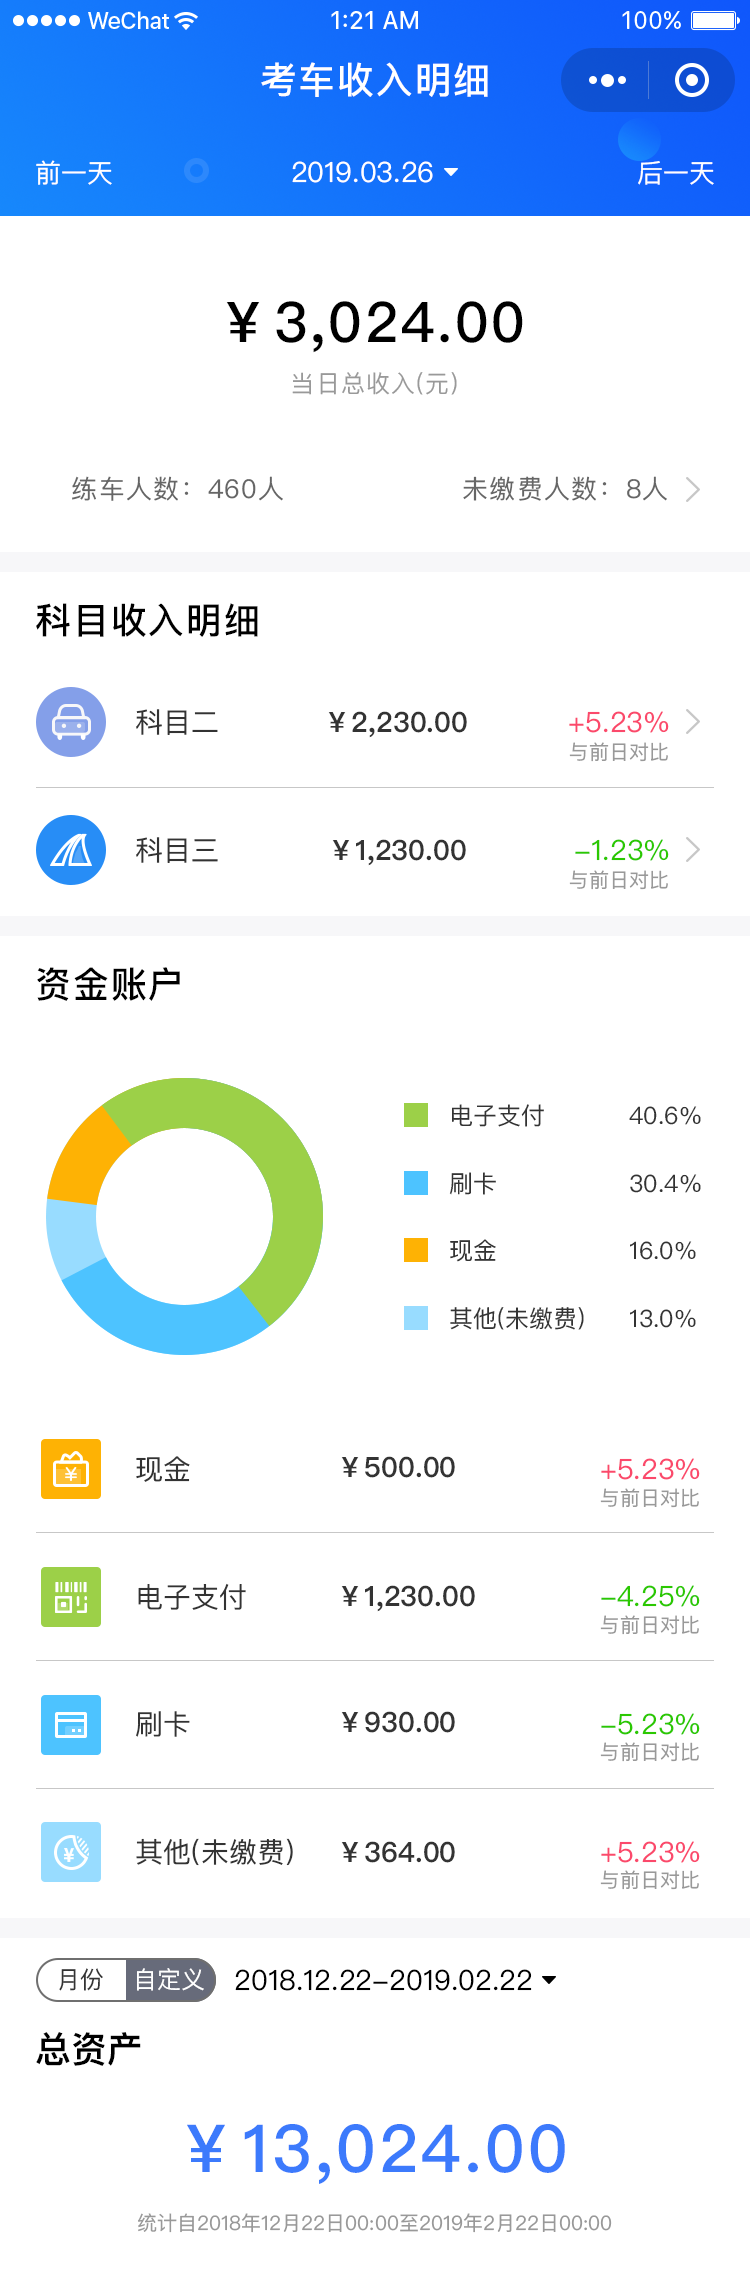 WeChat 1:21 AM 100%
考车收入明细
前一天 2019.03.26 后一天
¥ 3,024.00
当日总收入(元)
练车人数：460人 未缴费人数：8人
科目收入明细
科目二 ¥ 2,230.00 +5.23%
与前日对比
科目三 ¥ 1,230.00 -1.23%
与前日对比
资金账户
电子支付 40.6%
刷卡 30.4%
现金 16.0%
其他(未缴费) 13.0%
现金 ¥ 500.00 +5.23%
与前日对比
电子支付 ¥ 1,230.00 -4.25%
与前日对比
刷卡 ¥ 930.00 -5.23%
与前日对比
其他(未缴费) ¥ 364.00 +5.23%
与前日对比
月份 自定义 2018.12.22-2019.02.22
总资产
¥ 13,024.00
统计自2018年12月22日00:00至2019年2月22日00:00